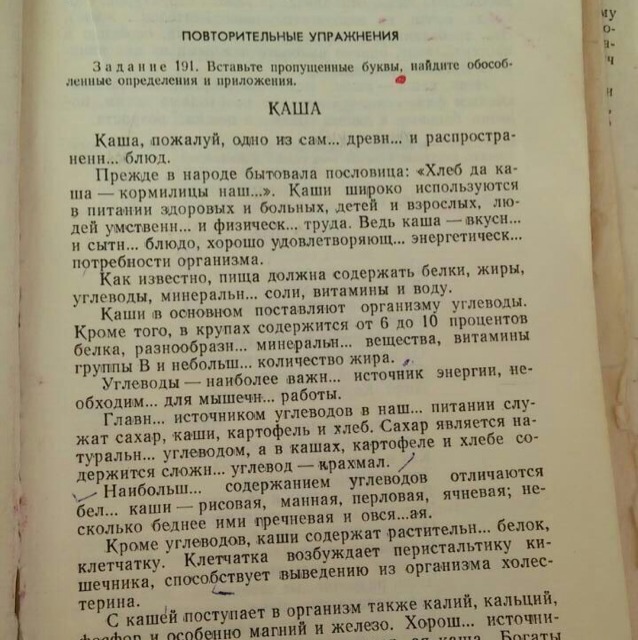 ПОВТОРИТЕЛЬНЫЕ УПРАЖНЕНИЯ
Задание 191. Вставьте пропущенные буквы, найдите обособ-
ленные определения и приложения.
КАША
Каша, пожалуй, одно из сам... древн... и распростра-
ненн... блюд.
Прежде в народе бытовала пословица: «Хлеб да ка-
ша — кормилицы наш...». Каши широко используются
в питании здоровых и больных, детей и взрослых, лю-
дей умственн... и физическ... труда. Ведь каша — вкусн...
и сытн... блюдо, хорошо удовлетворяющ... энергетическ...
потребности организма.
Как известно, пища должна содержать белки, жиры,
углеводы, минеральн... соли, витамины и воду.
Каши в основном поставляют организму углеводы.
Кроме того, в крупах содержится от 6 до 10 процентов
белка, разнообразн... минеральн... вещества, витамины
группы В и небольш... количество жира.
Углеводы — наиболее важн... источник энергии, не-
обходим... для мышечн... работы.
Главн... источником углеводов в наш... питании слу-
жат сахар, каши, картофель и хлеб. Сахар является на-
туральн... углеводом, а в кашах, картофеле и хлебе со-
держится сложн... углевод — крахмал.
Наибольш... содержанием углеводов отличаются
бел... каши — рисовая, манная, перловая, ячневая; не-
сколько беднее ими гречневая и овся...ая.
Кроме углеводов, каши содержат растительн... белок,
клетчатку. Клетчатка возбуждает перистальтику ки-
шечника, способствует выведению из организма холес-
терина.
С кашей поступает в организм также калий, кальций,
фосфор и особенно магний и железо. Хорош... источни-
каша. Богаты